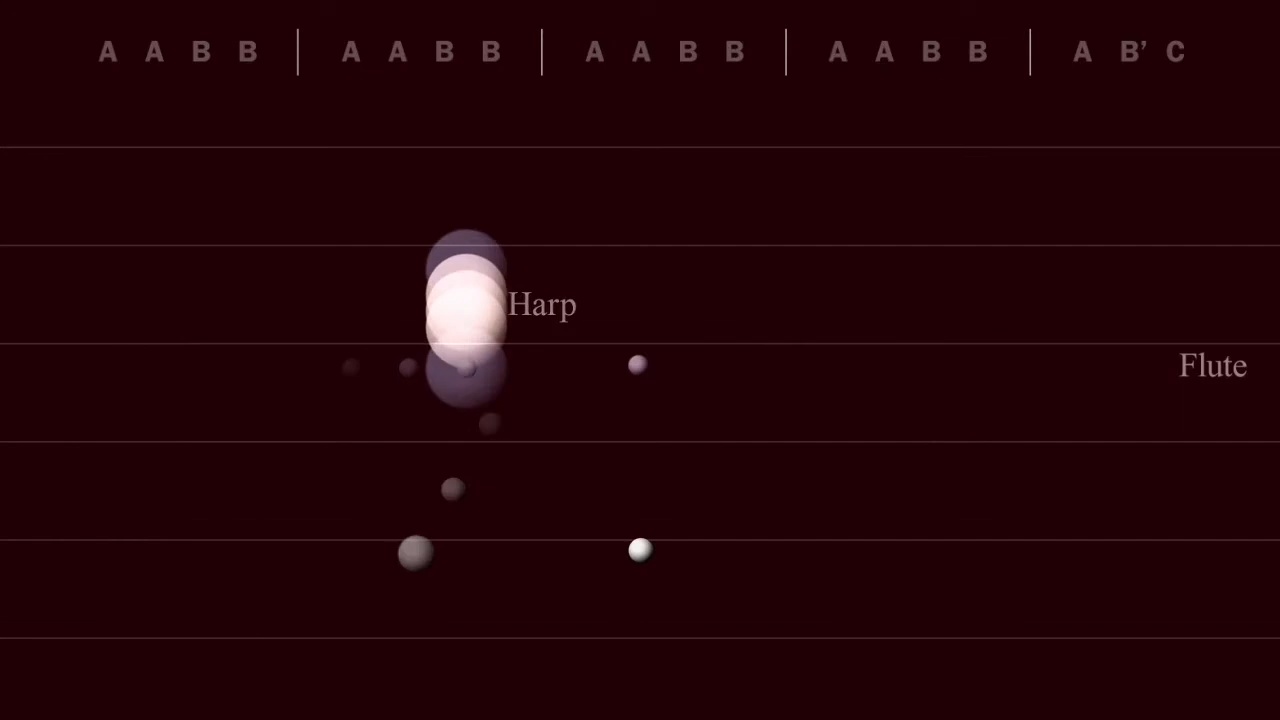 A A B B | A A B B | A A B B | A A B B | A B’ C
Harp
Flute